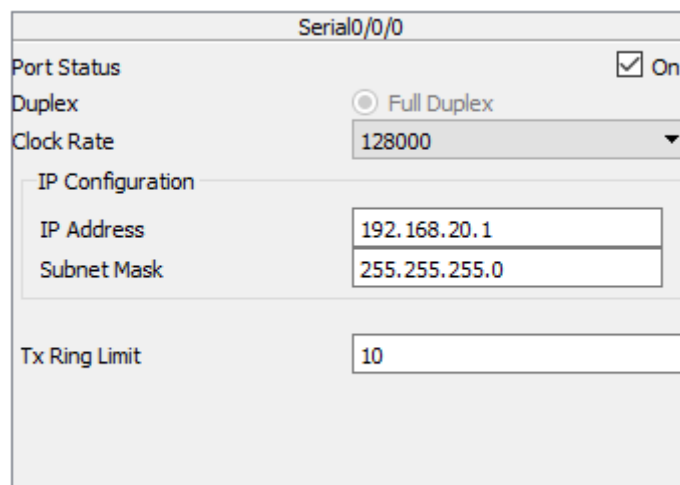 Serial0/0/0
Port Status On
Duplex Full Duplex
Clock Rate 128000
IP Configuration
IP Address 192.168.20.1
Subnet Mask 255.255.255.0
Tx Ring Limit 10